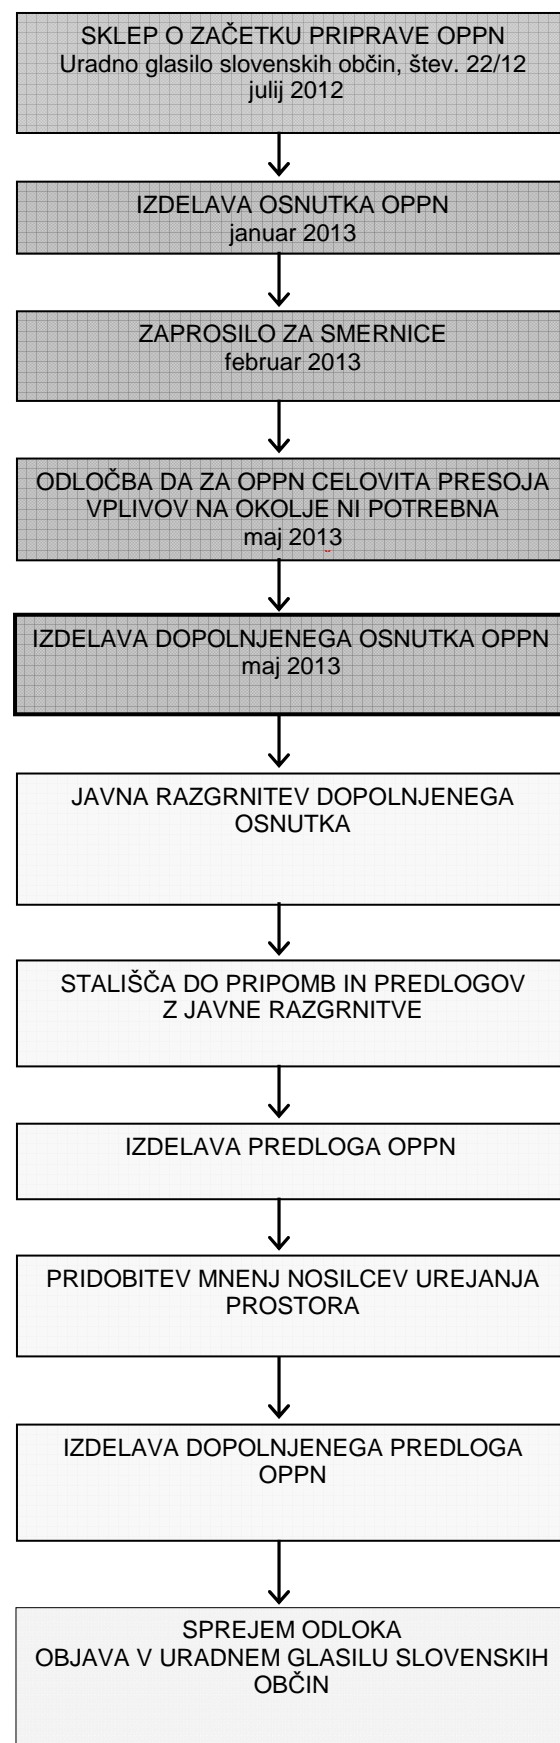 SKLEP O ZAČETKU PRIPRAVE OPPN
Uradno glasilo slovenskih občin, štev. 22/12
julij 2012
IZDELAVA OSNUTKA OPPN
januar 2013
ZAPROSILO ZA SMERNICE
februar 2013
ODLOČBA DA ZA OPPN CELOVITA PRESOJA
VPLIVOV NA OKOLJE NI POTREBNA
maj 2013
IZDELAVA DOPOLNJENEGA OSNUTKA OPPN
maj 2013
JAVNA RAZGRNITEV DOPOLNJENEGA
OSNUTKA
STALIŠČA DO PRIPOMB IN PREDLOGOV
Z JAVNE RAZGRNITVE
IZDELAVA PREDLOGA OPPN
PRIDOBITEV MNENJ NOSILCEV UREJANJA
PROSTORA
IZDELAVA DOPOLNJENEGA PREDLOGA
OPPN
SPREJEM ODLOKA
OBJAVA V URADNEM GLASILU SLOVENSKIH
OBČIN